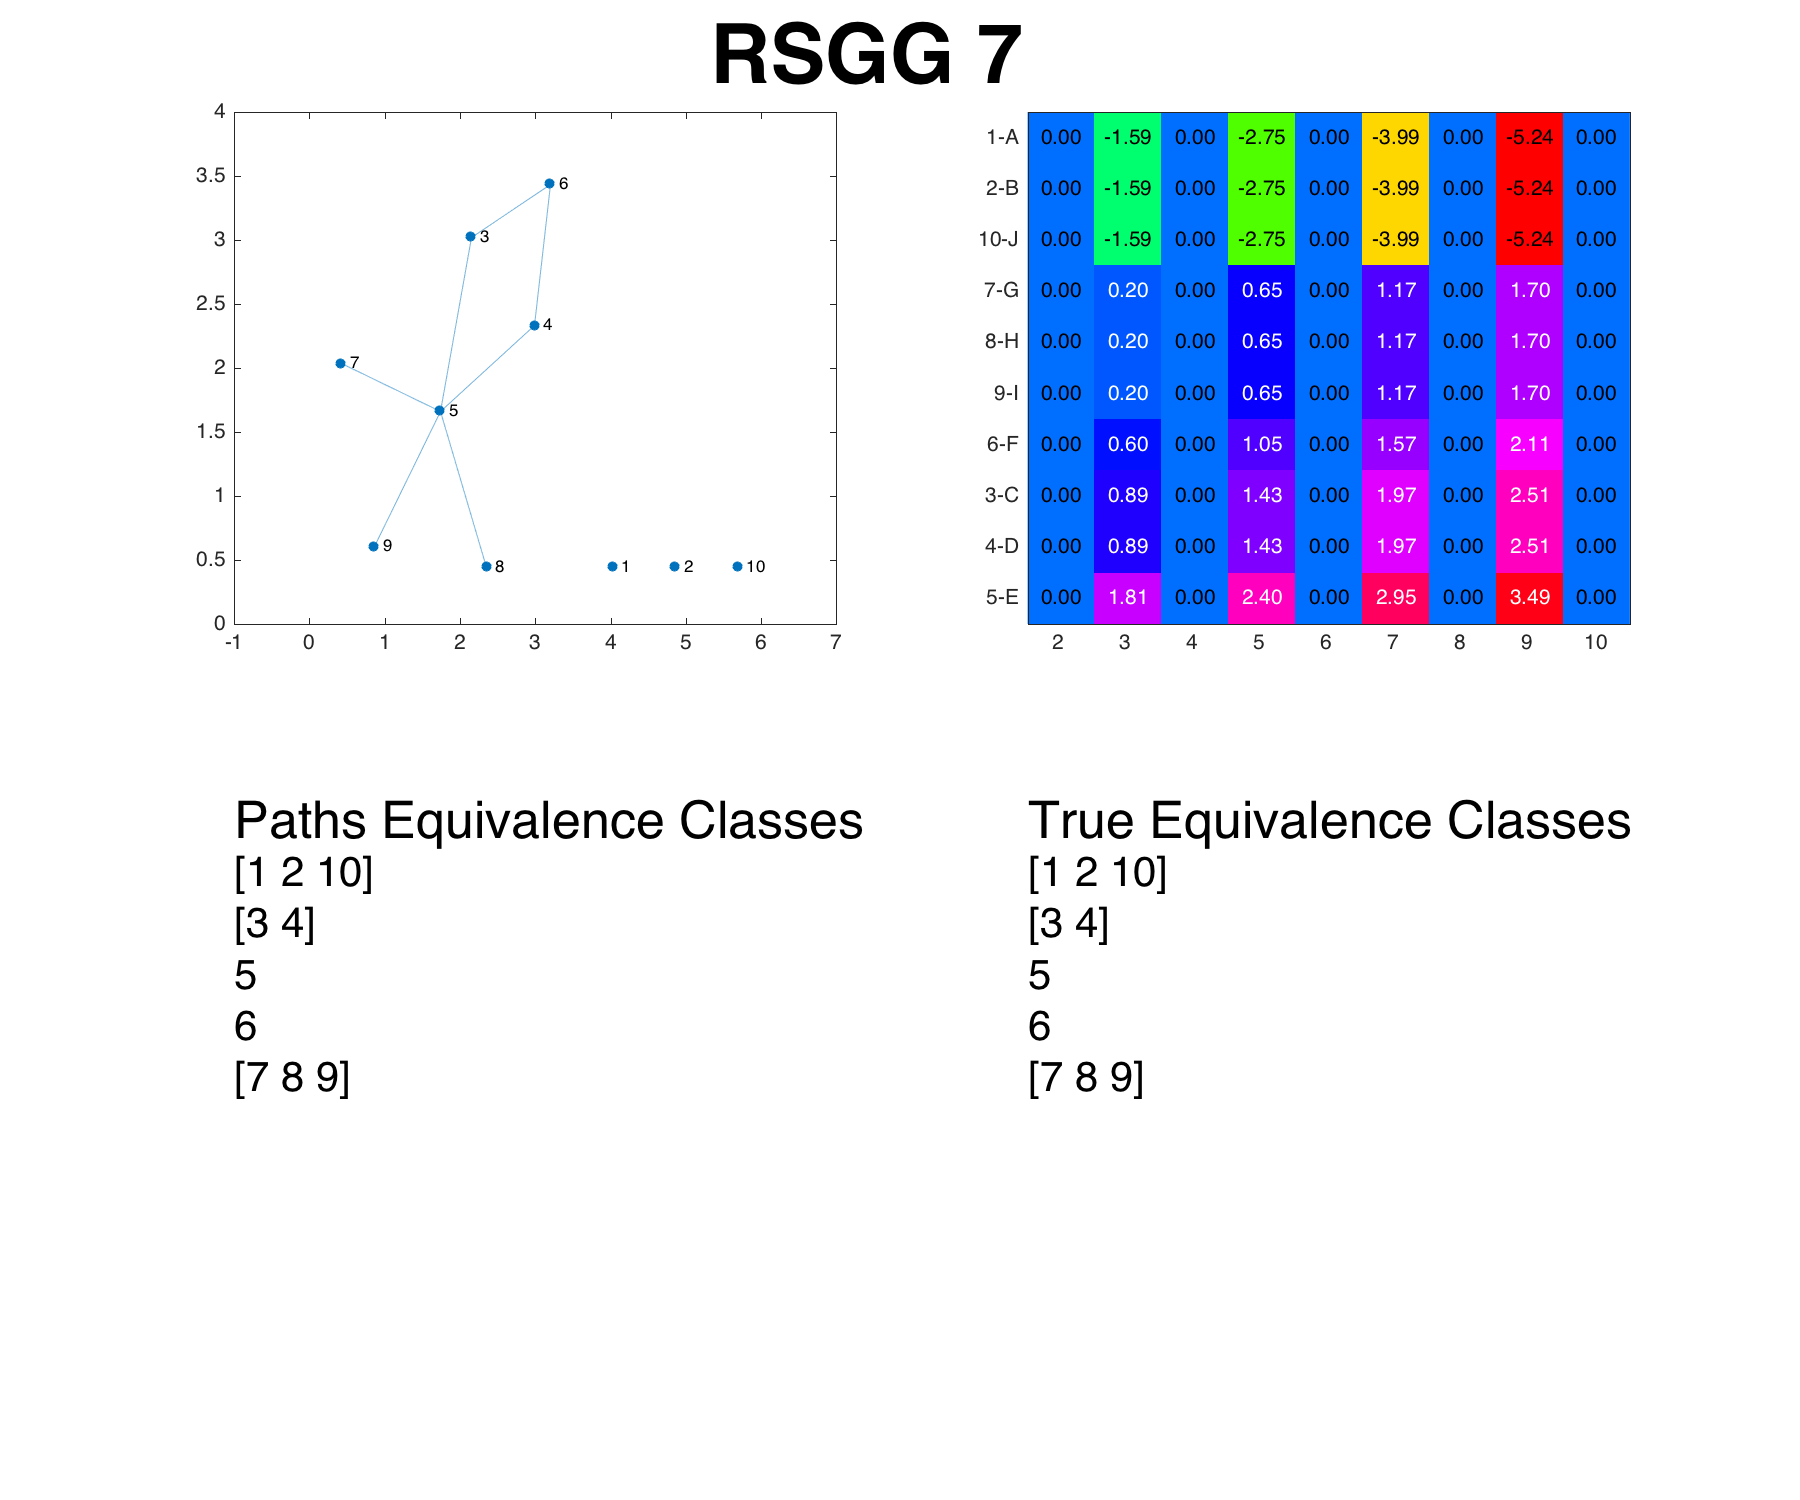 RSGG 7
4
3.5
3
2.5
2
1.5
1
0.5
0
-1 0 1 2 3 4 5 6 7
6
3
4
7
5
9
8
1
2
10
1-A 0.00 -1.59 0.00 -2.75 0.00 -3.99 0.00 -5.24 0.00
2-B 0.00 -1.59 0.00 -2.75 0.00 -3.99 0.00 -5.24 0.00
10-J 0.00 -1.59 0.00 -2.75 0.00 -3.99 0.00 -5.24 0.00
7-G 0.00 0.20 0.00 0.65 0.00 1.17 0.00 1.70 0.00
8-H 0.00 0.20 0.00 0.65 0.00 1.17 0.00 1.70 0.00
9-I 0.00 0.20 0.00 0.65 0.00 1.17 0.00 1.70 0.00
6-F 0.00 0.60 0.00 1.05 0.00 1.57 0.00 2.11 0.00
3-C 0.00 0.89 0.00 1.43 0.00 1.97 0.00 2.51 0.00
4-D 0.00 0.89 0.00 1.43 0.00 1.97 0.00 2.51 0.00
5-E 0.00 1.81 0.00 2.40 0.00 2.95 0.00 3.49 0.00
2 3 4 5 6 7 8 9 10
Paths Equivalence Classes
[1 2 10]
[3 4]
5
6
[7 8 9]
True Equivalence Classes
[1 2 10]
[3 4]
5
6
[7 8 9]